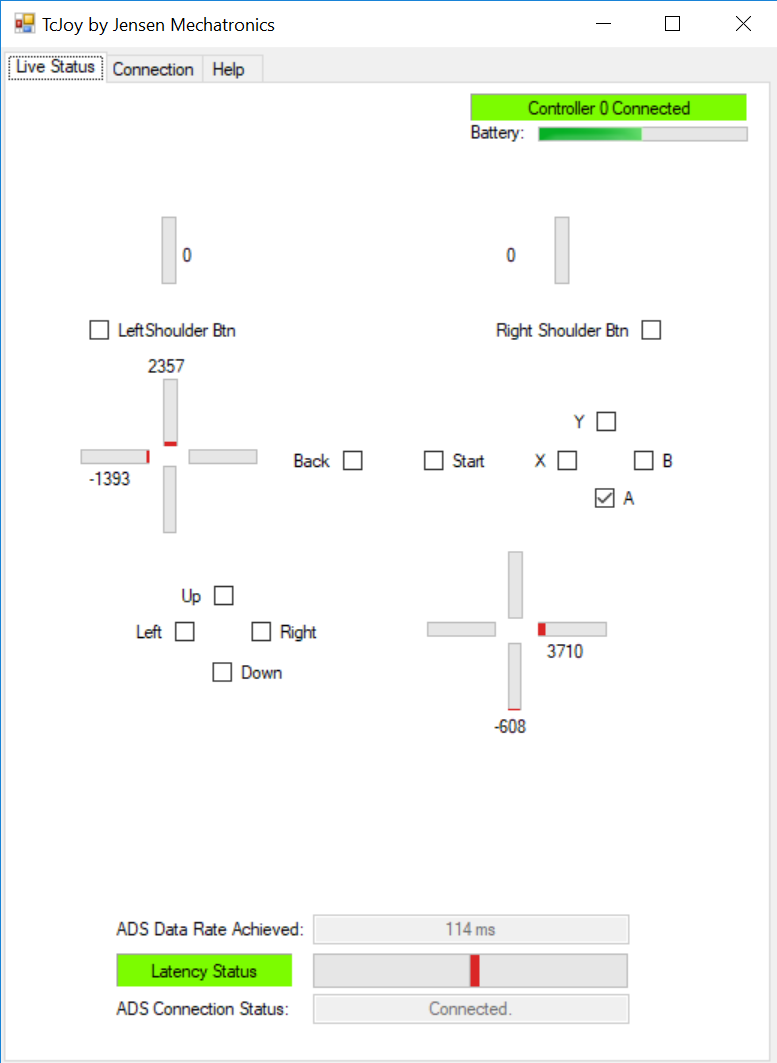 TcJoy by Jensen Mechatronics
Live Status Connection Help
Controller 0 Connected
Battery:
0 0
LeftShoulder Btn Right Shoulder Btn
2357
Y
Back Start X B
-1393
A
Up
Left Right
3710
Down
-608
ADS Data Rate Achieved: 114 ms
Latency Status
ADS Connection Status: Connected.